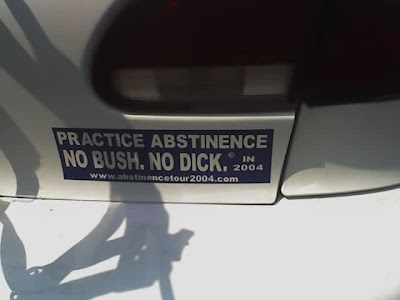 PRACTICE ABSTINENCE
NO BUSH. NO DICK.© IN 2004
www.abstinencetour2004.com